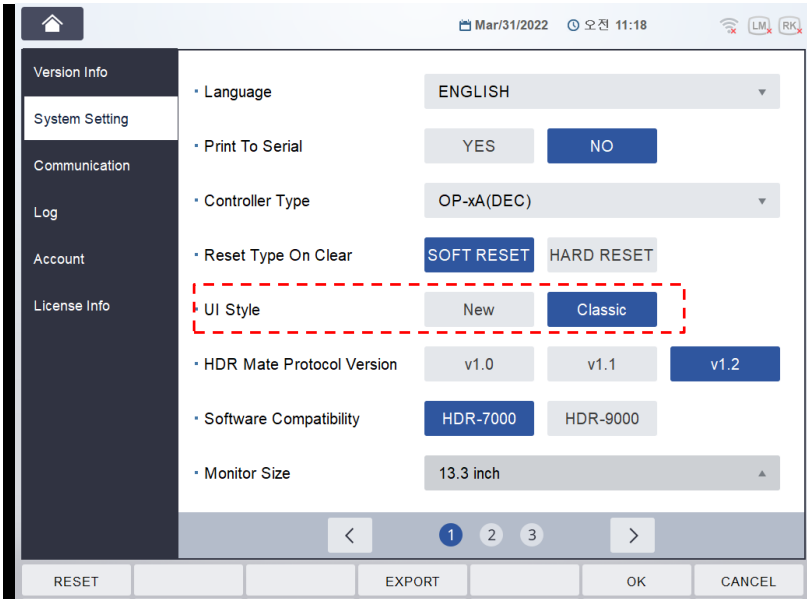 Mar/31/2022 오전 11:18 LM RK
Version Info
System Setting
Communication
Log
Account
License Info
Language ENGLISH
Print To Serial YES NO
Controller Type OP-xA(DEC)
Reset Type On Clear SOFT RESET HARD RESET
UI Style New Classic
HDR Mate Protocol Version v1.0 v1.1 v1.2
Software Compatibility HDR-7000 HDR-9000
Monitor Size 13.3 inch
1 2 3
RESET EXPORT OK CANCEL